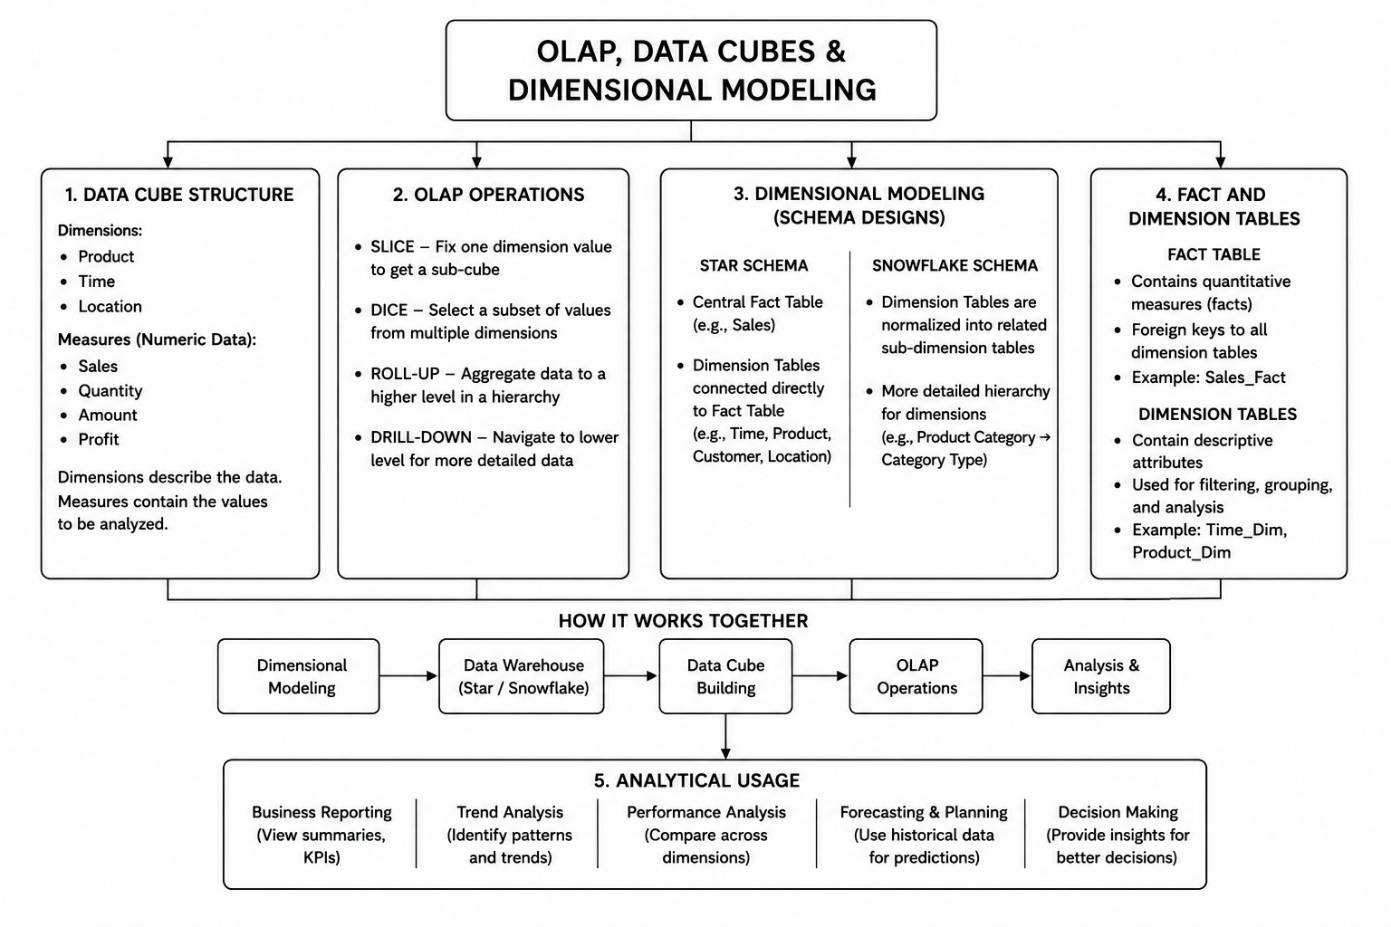 OLAP, DATA CUBES &
DIMENSIONAL MODELING
1. DATA CUBE STRUCTURE
Dimensions:
• Product
• Time
• Location
Measures (Numeric Data):
• Sales
• Quantity
• Amount
• Profit
Dimensions describe the data.
Measures contain the values
to be analyzed.
2. OLAP OPERATIONS
• SLICE – Fix one dimension value
to get a sub-cube
• DICE – Select a subset of values
from multiple dimensions
• ROLL-UP – Aggregate data to a
higher level in a hierarchy
• DRILL-DOWN – Navigate to lower
level for more detailed data
3. DIMENSIONAL MODELING
(SCHEMA DESIGNS)
STAR SCHEMA
• Central Fact Table
(e.g., Sales)
• Dimension Tables
connected directly
to Fact Table
(e.g., Time, Product,
Customer, Location)
SNOWFLAKE SCHEMA
• Dimension Tables are
normalized into related
sub-dimension tables
• More detailed hierarchy
for dimensions
(e.g., Product Category →
Category Type)
4. FACT AND
DIMENSION TABLES
FACT TABLE
• Contains quantitative
measures (facts)
• Foreign keys to all
dimension tables
• Example: Sales_Fact
DIMENSION TABLES
• Contain descriptive
attributes
• Used for filtering, grouping,
and analysis
• Example: Time_Dim,
Product_Dim
HOW IT WORKS TOGETHER
Dimensional
Modeling
Data Warehouse
(Star / Snowflake)
Data Cube
Building
OLAP
Operations
Analysis &
Insights
5. ANALYTICAL USAGE
Business Reporting
(View summaries,
KPIs)
Trend Analysis
(Identify patterns
and trends)
Performance Analysis
(Compare across
dimensions)
Forecasting & Planning
(Use historical data
for predictions)
Decision Making
(Provide insights for
better decisions)